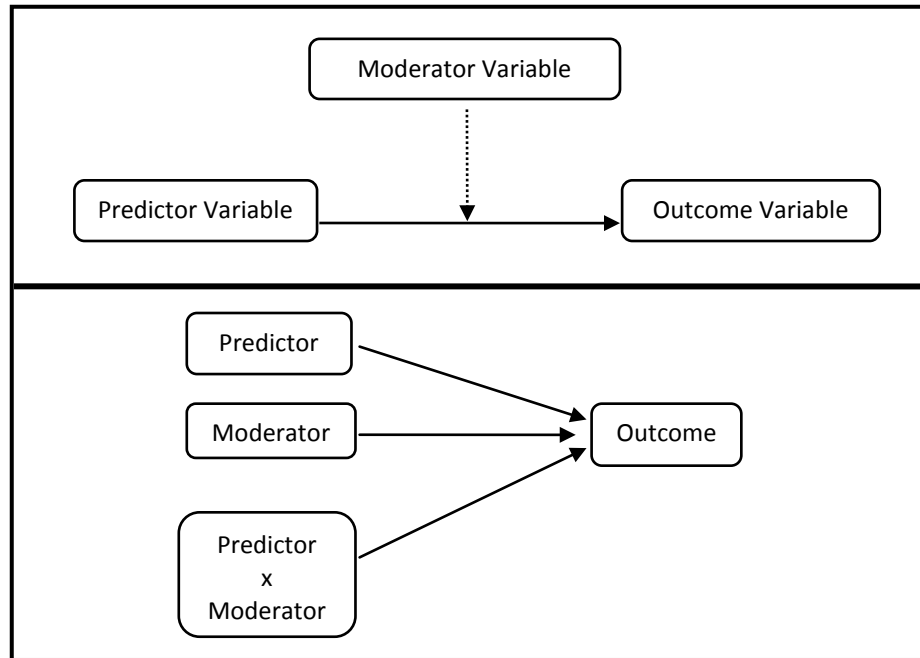 Moderator Variable
Predictor Variable
Outcome Variable
Predictor
Moderator
Outcome
Predictor
x
Moderator